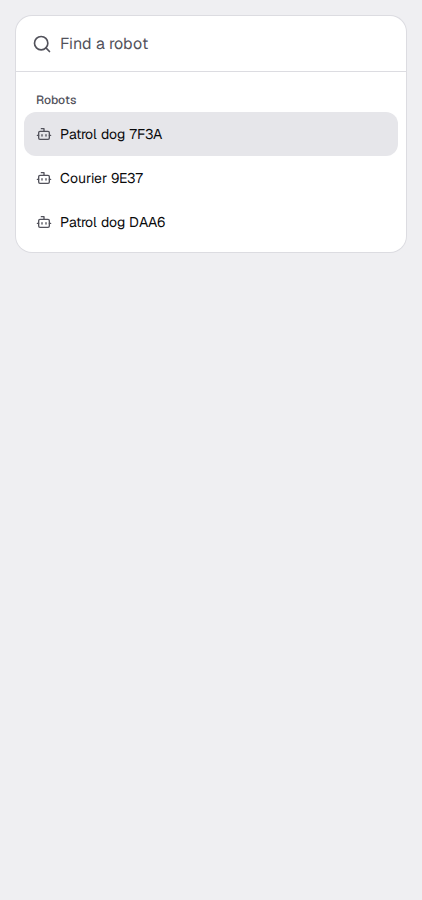 Find a robot
Robots
Patrol dog 7F3A
Courier 9E37
Patrol dog DAA6